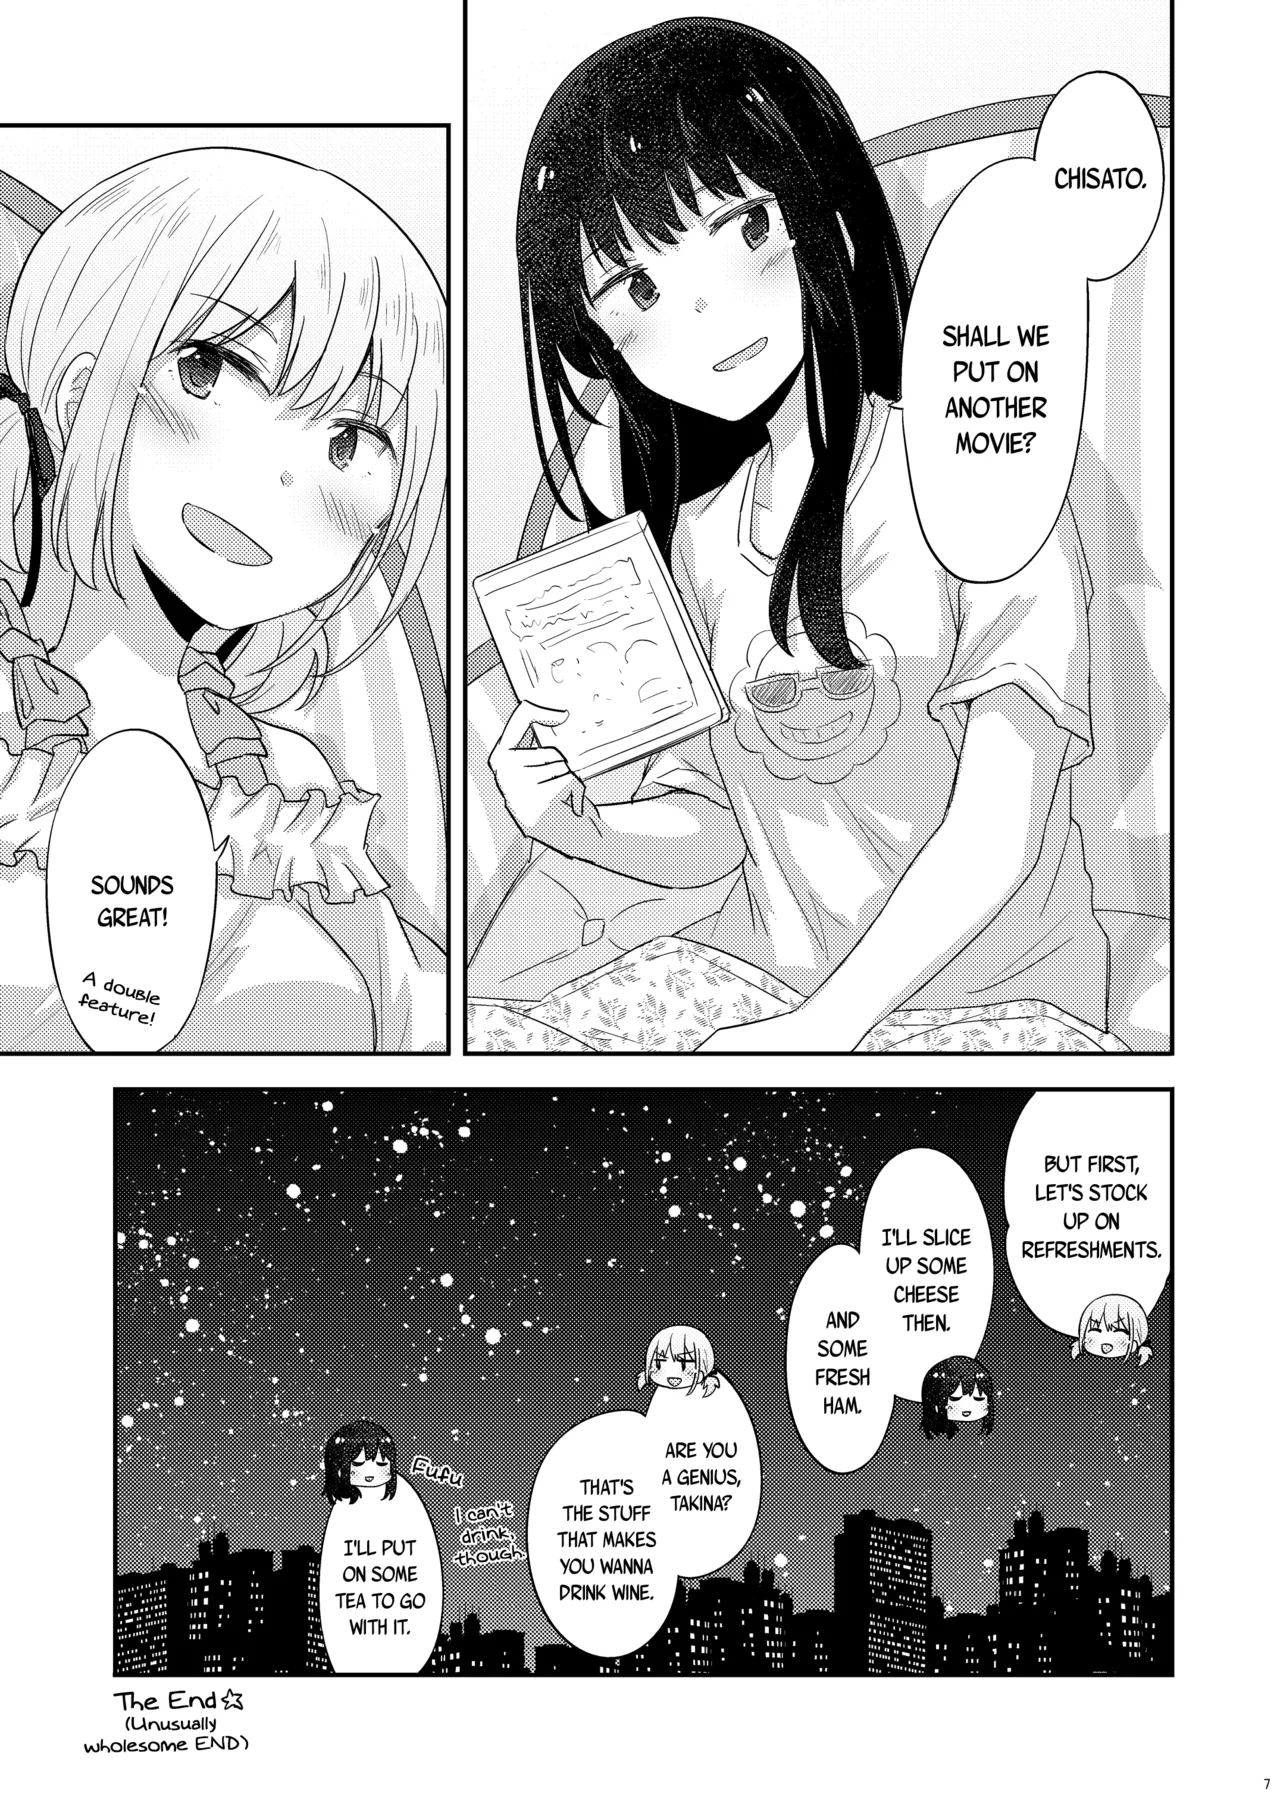 CHISATO.
SHALL WE
PUT ON
ANOTHER
MOVIE?
SOUNDS
GREAT!
A double
feature!
BUT FIRST,
LET'S STOCK
UP ON
REFRESHMENTS.
I'LL SLICE
UP SOME
CHEESE
THEN.
AND
SOME
FRESH
HAM.
ARE YOU
A GENIUS,
TAKINA?
THAT'S
THE STUFF
THAT MAKES
YOU WANNA
DRINK WINE.
I can't
drink,
though.
Fufu
I'LL PUT
ON SOME
TEA TO GO
WITH IT.
The End☆
(Unusually
wholesome END)
7